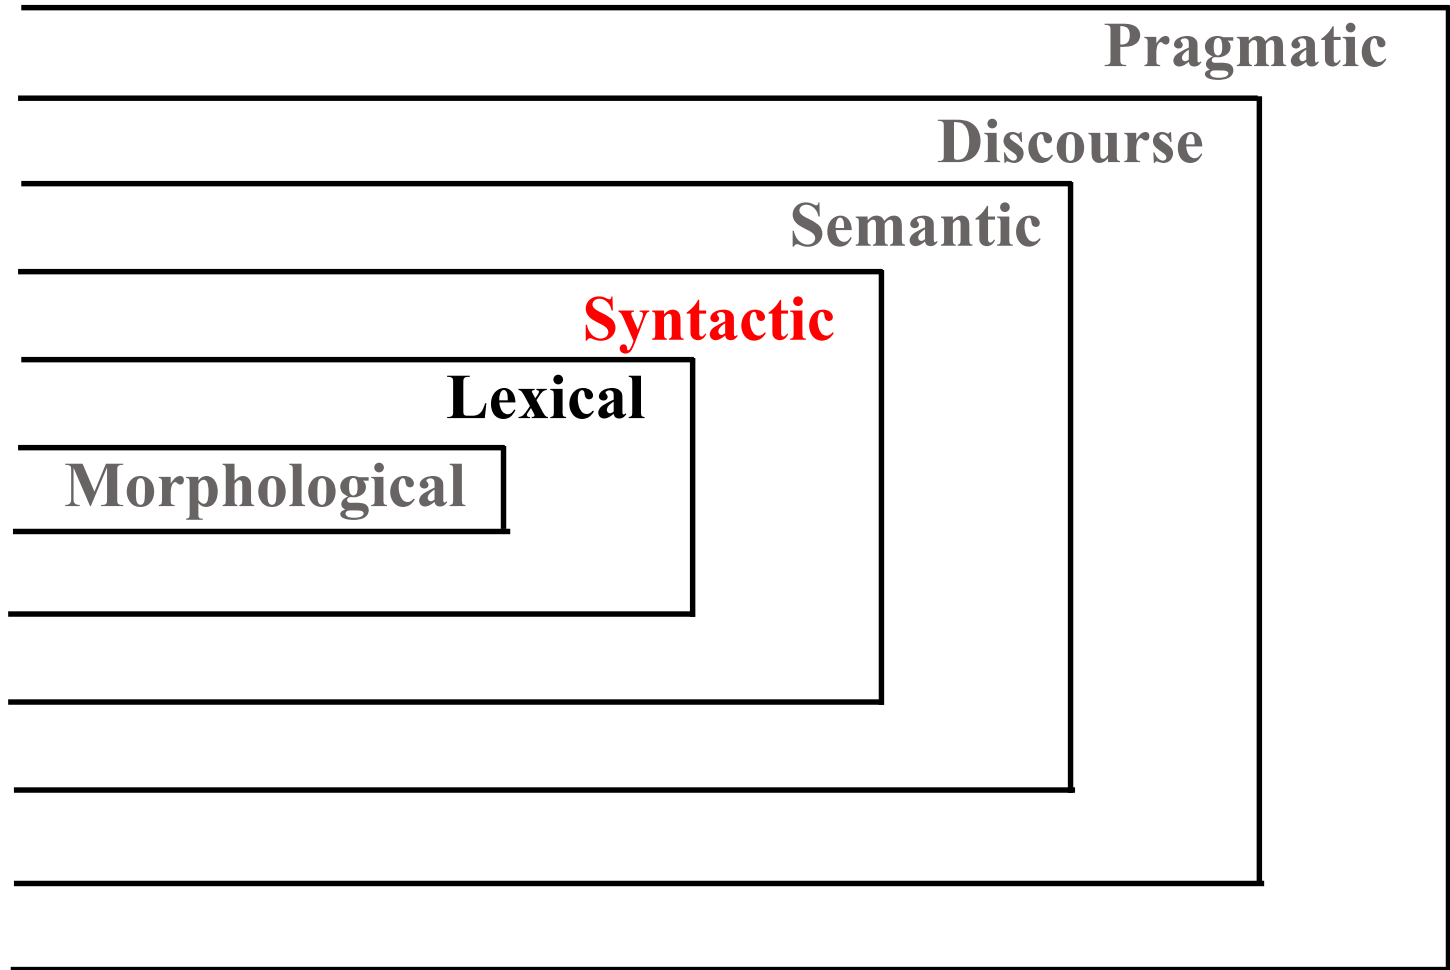 Pragmatic
Discourse
Semantic
Syntactic
Lexical
Morphological